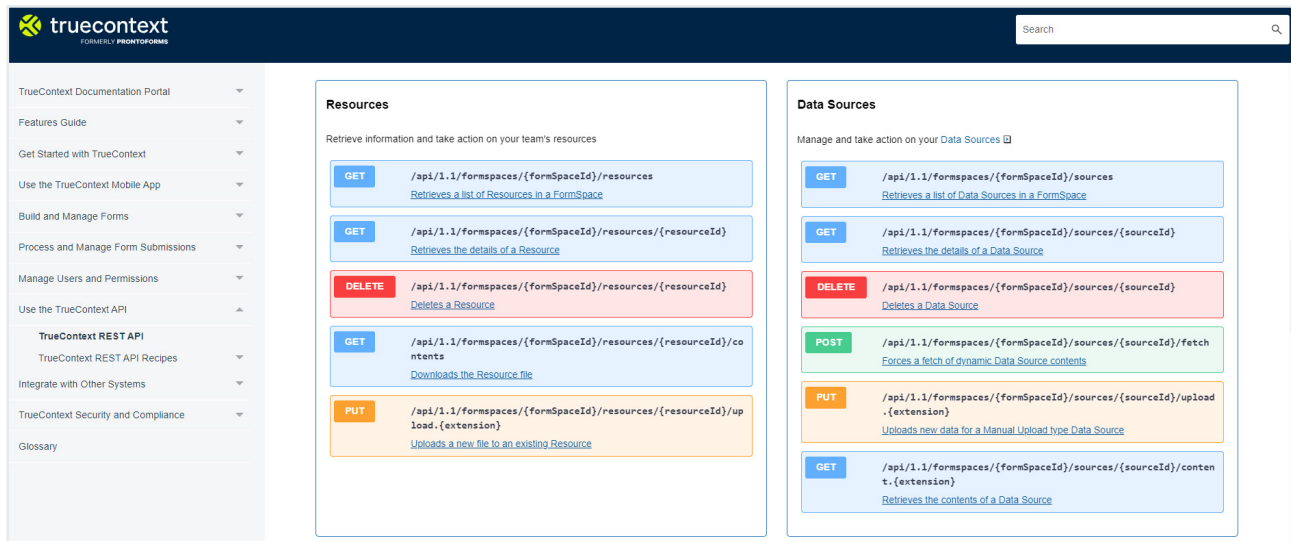 truecontext
FORMERLY PRONTOFORMS
Search
TrueContext Documentation Portal
Features Guide
Get Started with TrueContext
Use the TrueContext Mobile App
Build and Manage Forms
Process and Manage Form Submissions
Manage Users and Permissions
Use the TrueContext API
TrueContext REST API
TrueContext REST API Recipes
Integrate with Other Systems
TrueContext Security and Compliance
Glossary
Resources
Retrieve information and take action on your team's resources
GET /api/1.1/formspaces/{formSpaceId}/resources
Retrieves a list of Resources in a FormSpace
GET /api/1.1/formspaces/{formSpaceId}/resources/{resourceId}
Retrieves the details of a Resource
DELETE /api/1.1/formspaces/{formSpaceId}/resources/{resourceId}
Deletes a Resource
GET /api/1.1/formspaces/{formSpaceId}/resources/{resourceId}/co
ntents
Downloads the Resource file
PUT /api/1.1/formspaces/{formSpaceId}/resources/{resourceId}/up
load.{extension}
Uploads a new file to an existing Resource
Data Sources
Manage and take action on your Data Sources
GET /api/1.1/formspaces/{formSpaceId}/sources
Retrieves a list of Data Sources in a FormSpace
GET /api/1.1/formspaces/{formSpaceId}/sources/{sourceId}
Retrieves the details of a Data Source
DELETE /api/1.1/formspaces/{formSpaceId}/sources/{sourceId}
Deletes a Data Source
POST /api/1.1/formspaces/{formSpaceId}/sources/{sourceId}/fetch
Forces a fetch of dynamic Data Source contents
PUT /api/1.1/formspaces/{formSpaceId}/sources/{sourceId}/upload
.{extension}
Uploads new data for a Manual Upload type Data Source
GET /api/1.1/formspaces/{formSpaceId}/sources/{sourceId}/conten
t.{extension}
Retrieves the contents of a Data Source